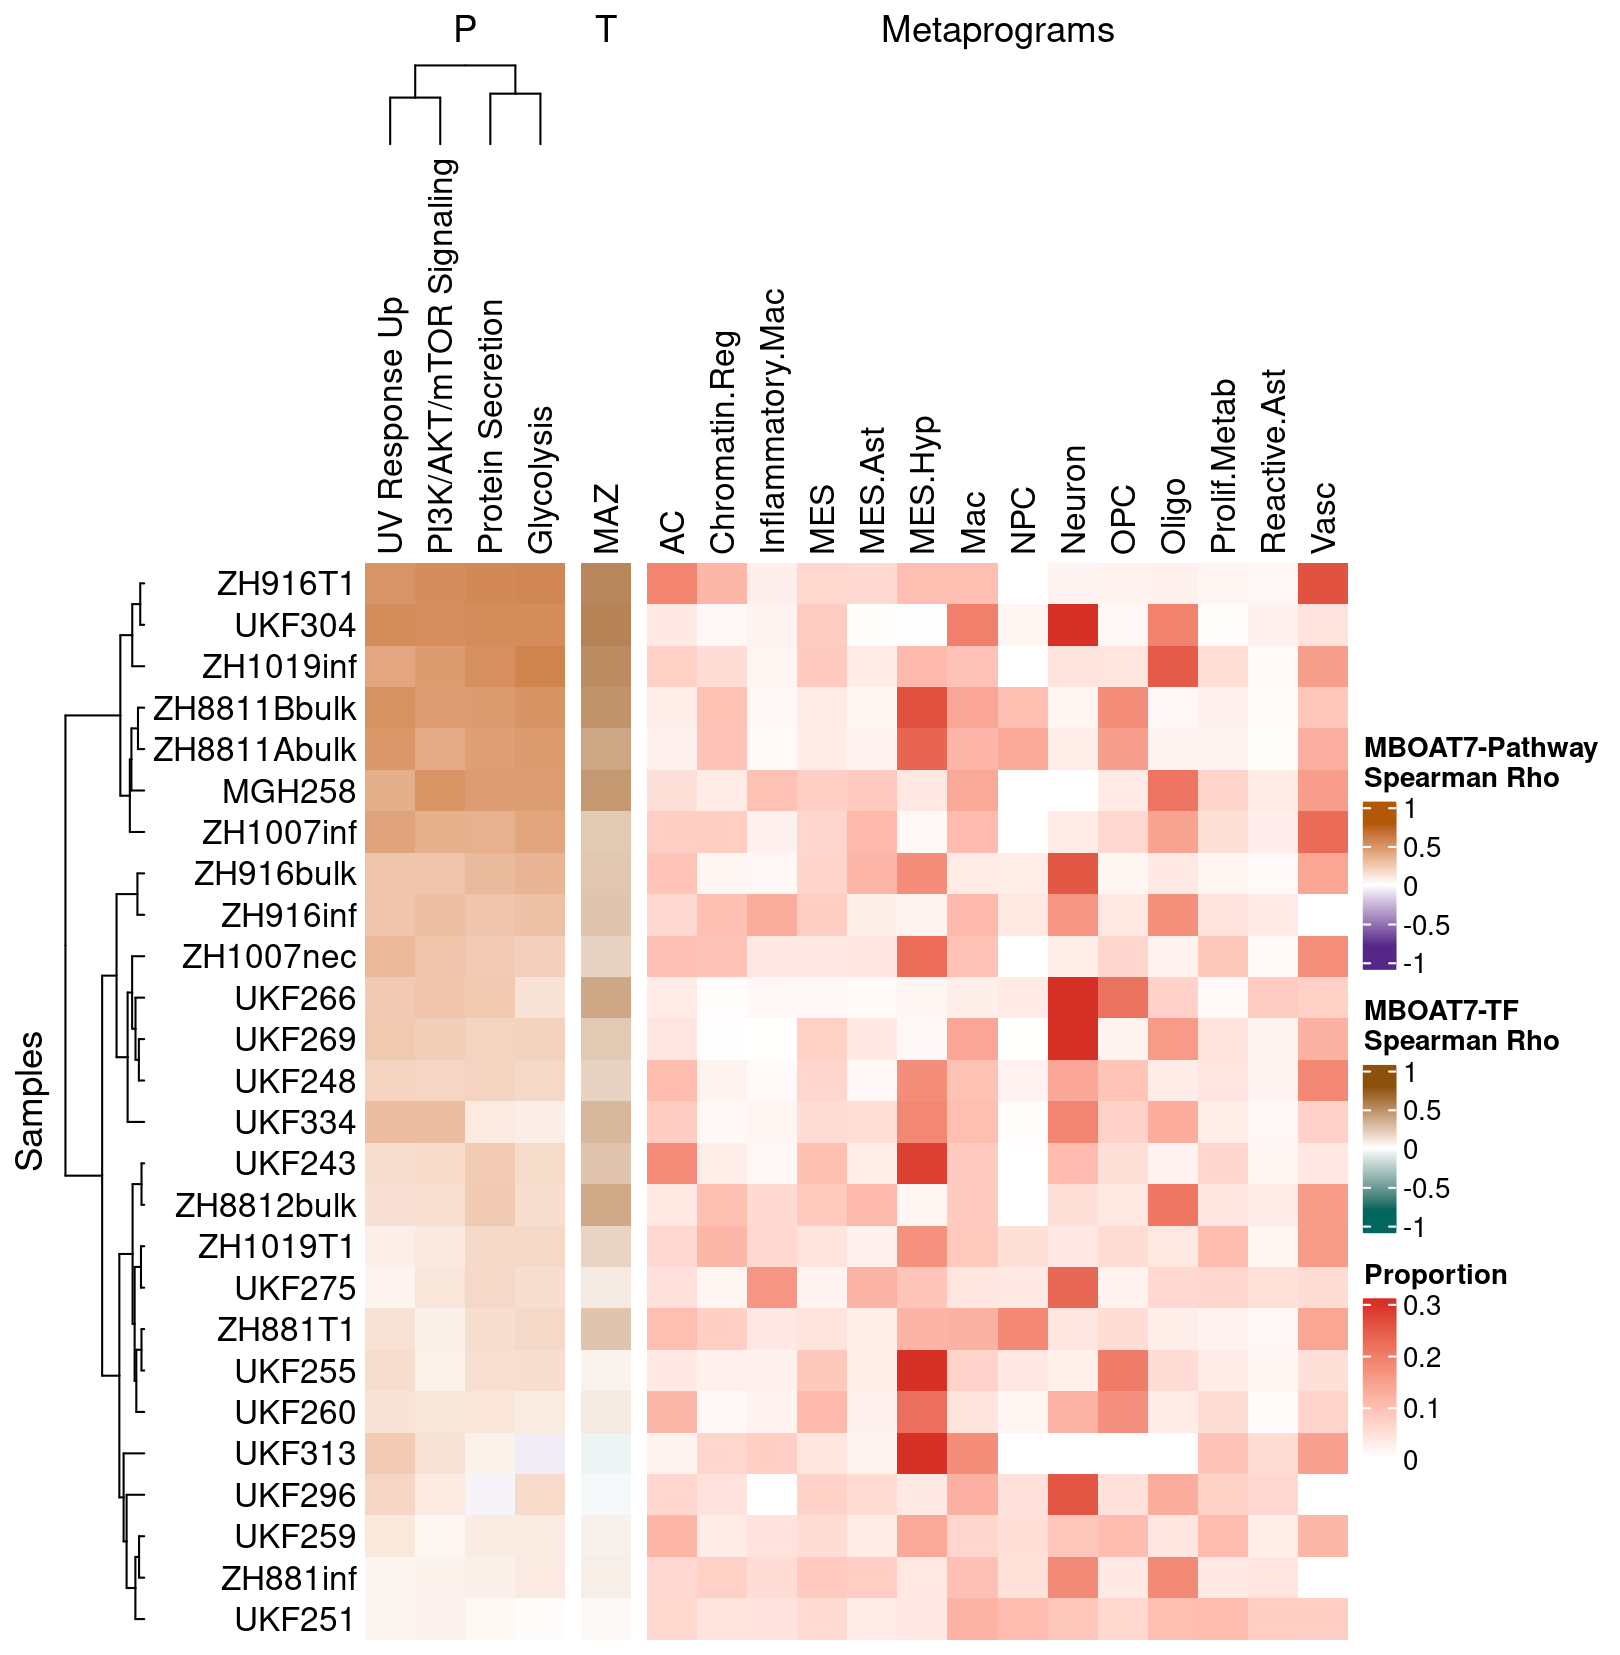 P T Metaprograms
UV Response Up
PI3K/AKT/mTOR Signaling
Protein Secretion
Glycolysis
MAZ
AC
Chromatin.Reg
Inflammatory.Mac
MES
MES.Ast
MES.Hyp
Mac
NPC
Neuron
OPC
Oligo
Prolif.Metab
Reactive.Ast
Vasc
Samples
ZH916T1
UKF304
ZH1019inf
ZH8811Bbulk
ZH8811Abulk
MGH258
ZH1007inf
ZH916bulk
ZH916inf
ZH1007nec
UKF266
UKF269
UKF248
UKF334
UKF243
ZH8812bulk
ZH1019T1
UKF275
ZH881T1
UKF255
UKF260
UKF313
UKF296
UKF259
ZH881inf
UKF251
MBOAT7-Pathway
Spearman Rho
1
0.5
0
-0.5
-1
MBOAT7-TF
Spearman Rho
1
0.5
0
-0.5
-1
Proportion
0.3
0.2
0.1
0